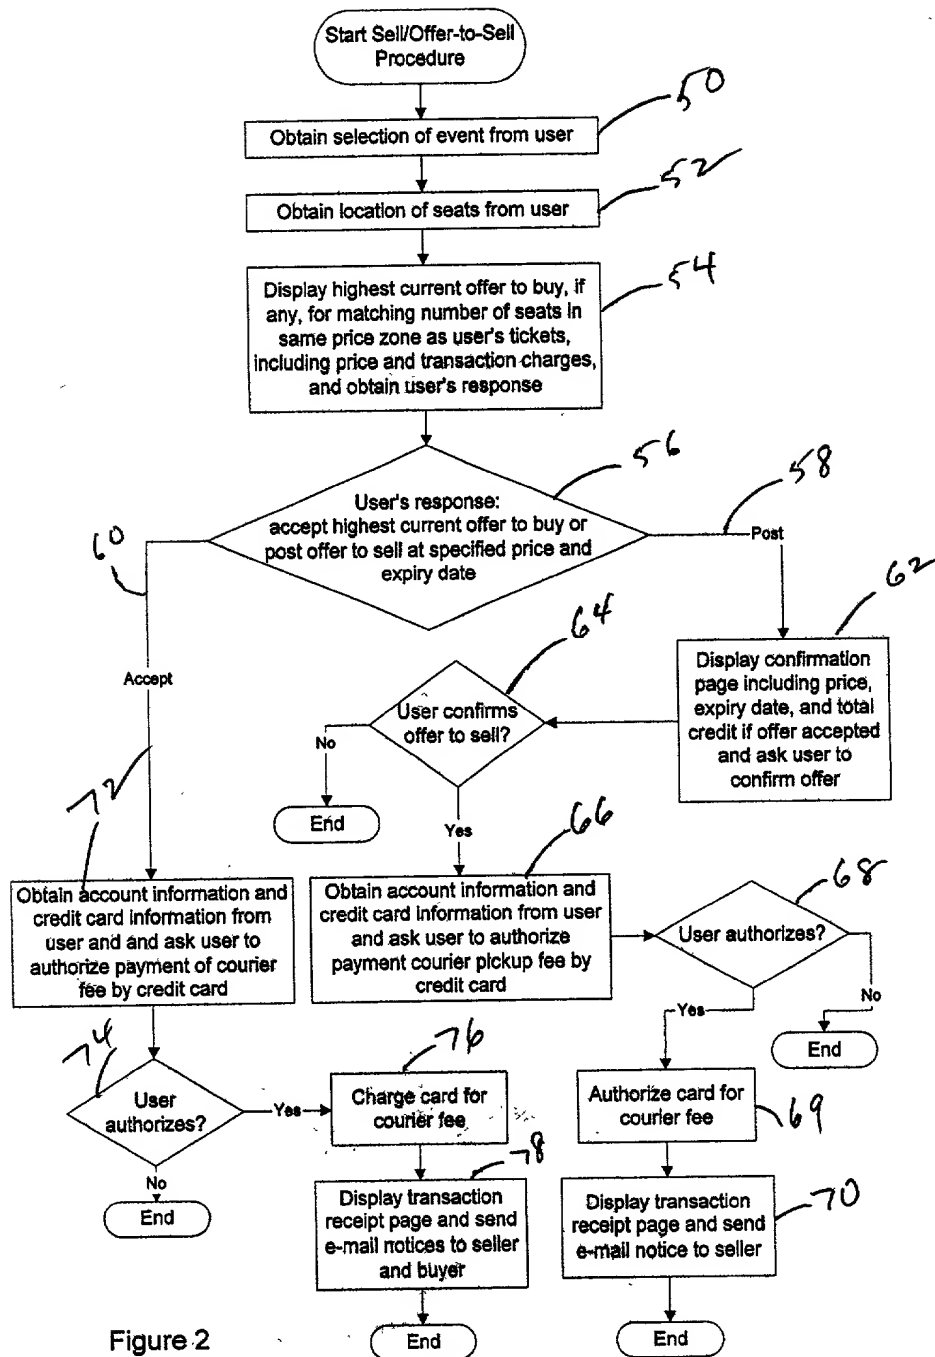 Start Sell/Offer-to-Sell
Procedure
50
Obtain selection of event from user
52
Obtain location of seats from user
54
Display highest current offer to buy, if
any, for matching number of seats in
same price zone as user's tickets,
including price and transaction charges,
and obtain user's response
56
58
User's response:
accept highest current offer to buy or
post offer to sell at specified price and
expiry date
Post
60
62
64
Accept
User confirms
offer to sell?
Display confirmation
page including price,
expiry date, and total
credit if offer accepted
and ask user to
confirm offer
No
End
Yes
72
66
68
Obtain account information and
credit card information from
user and and ask user to
authorize payment of courier
fee by credit card
Obtain account information and
credit card information from user
and ask user to authorize
payment courier pickup fee by
credit card
User authorizes?
No
End
Yes
74
76
User
authorizes?
Yes
Charge card for
courier fee
Authorize card for
courier fee
69
No
End
78
Display transaction
receipt page and send
e-mail notices to seller
and buyer
Display transaction
receipt page and send
e-mail notice to seller
70
End
End
Figure 2